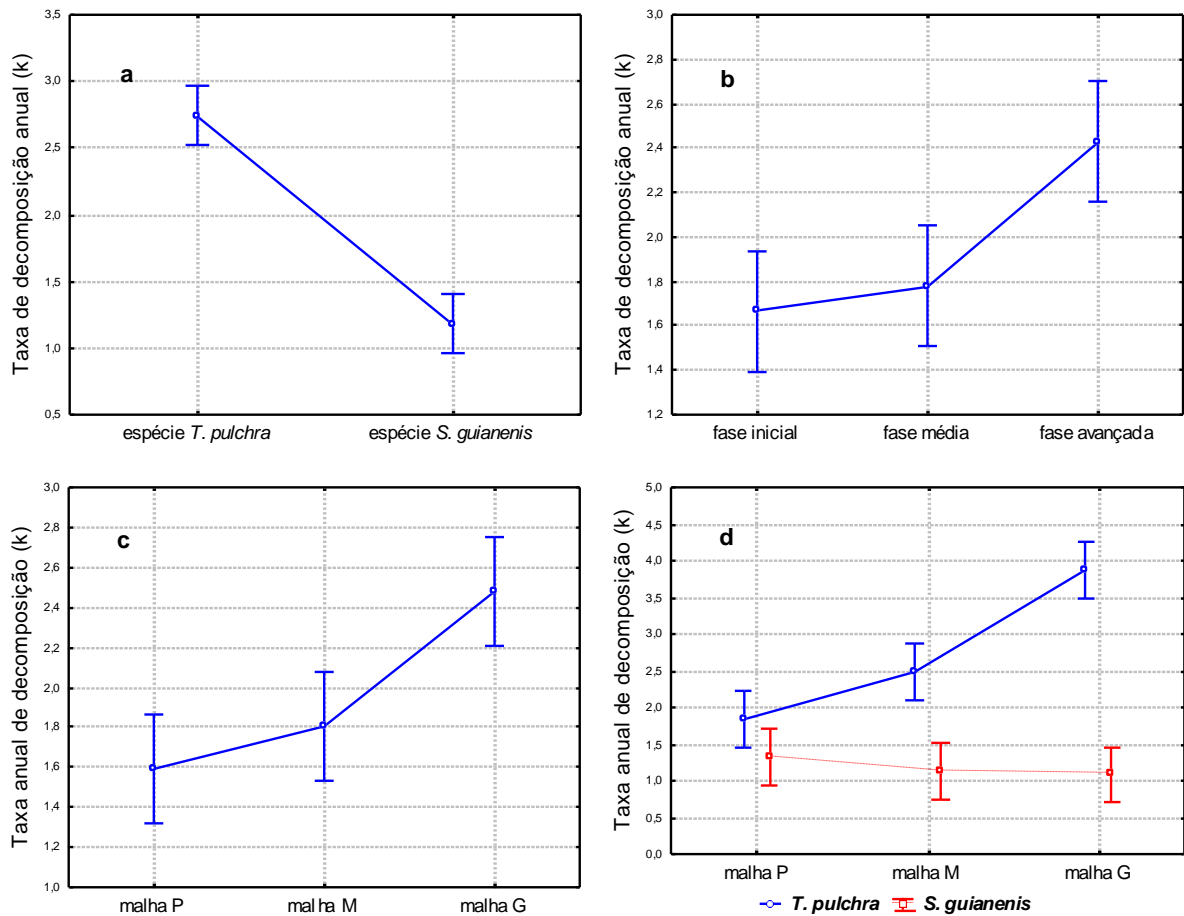 Taxa de decomposição anual (k)
3,5
3,0
2,5
2,0
1,5
1,0
0,5
a
espécie T. pulchra
espécie S. guianenis
Taxa de decomposição anual (k)
3,0
2,8
2,6
2,4
2,2
2,0
1,8
1,6
1,4
1,2
b
fase inicial
fase média
fase avançada
Taxa anual de decomposição (k)
3,0
2,8
2,6
2,4
2,2
2,0
1,8
1,6
1,4
1,2
1,0
c
malha P
malha M
malha G
Taxa anual de decomposição (k)
5,0
4,5
4,0
3,5
3,0
2,5
2,0
1,5
1,0
0,5
0,0
d
malha P
malha M
malha G
T. pulchra
S. guianenis